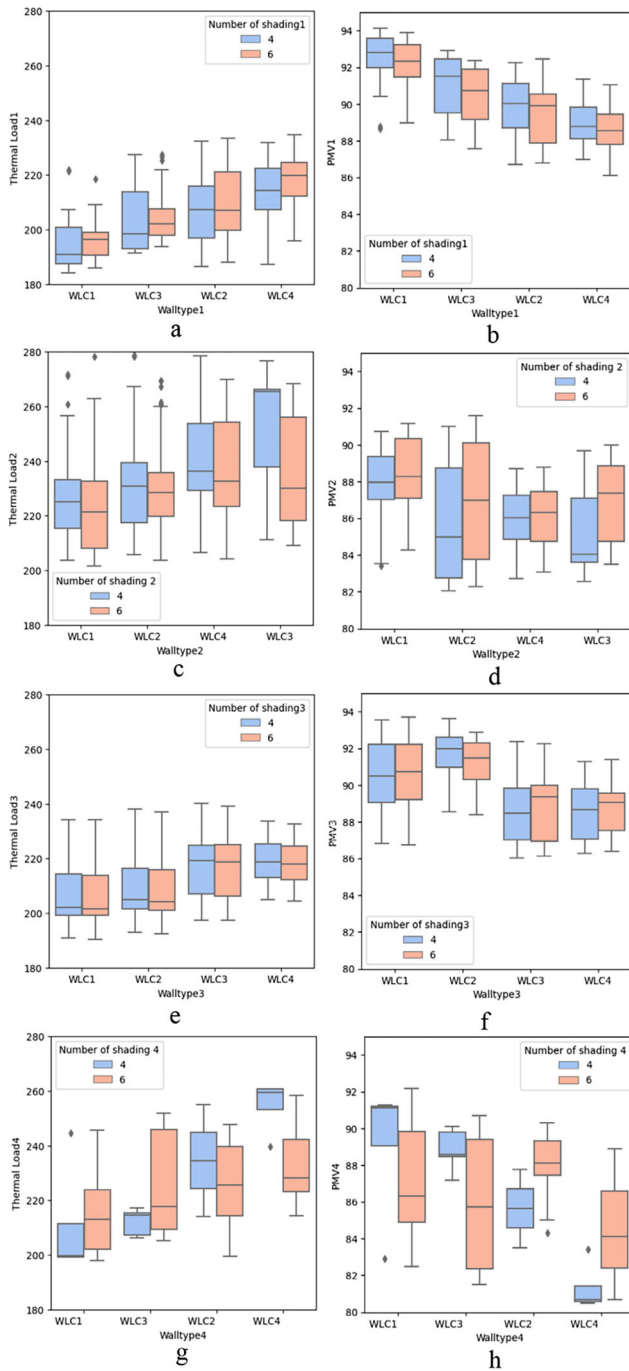 280
260
240
220
200
180
Thermal Load1
Number of shading1
4
6
WLC1 WLC3 WLC2 WLC4
Walltype1
a
94
92
90
88
86
84
82
80
PMV1
Number of shading1
4
6
WLC1 WLC3 WLC2 WLC4
Walltype1
b
280
260
240
220
200
180
Thermal Load2
Number of shading 2
4
6
WLC1 WLC2 WLC4 WLC3
Walltype2
c
94
92
90
88
86
84
82
80
PMV2
Number of shading 2
4
6
WLC1 WLC2 WLC4 WLC3
Walltype2
d
280
260
240
220
200
180
Thermal Load3
Number of shading3
4
6
WLC1 WLC2 WLC3 WLC4
Walltype3
e
94
92
90
88
86
84
82
80
PMV3
Number of shading3
4
6
WLC1 WLC2 WLC3 WLC4
Walltype3
f
280
260
240
220
200
180
Thermal Load4
Number of shading 4
4
6
WLC1 WLC3 WLC2 WLC4
Walltype4
g
94
92
90
88
86
84
82
80
PMV4
Number of shading 4
4
6
WLC1 WLC3 WLC2 WLC4
Walltype4
h